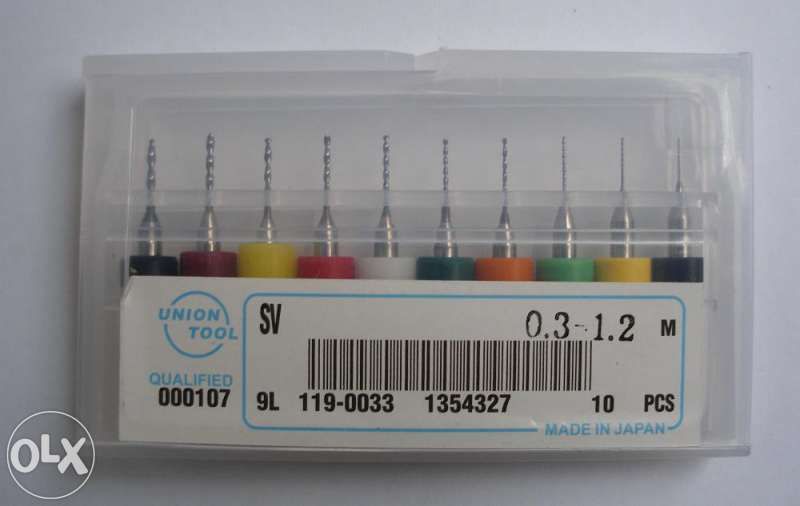 UNION
TOOL
SV
0.3-1.2 M
QUALIFIED
000107
9L 119-0033 1354327 10 PCS
MADE IN JAPAN
OLX